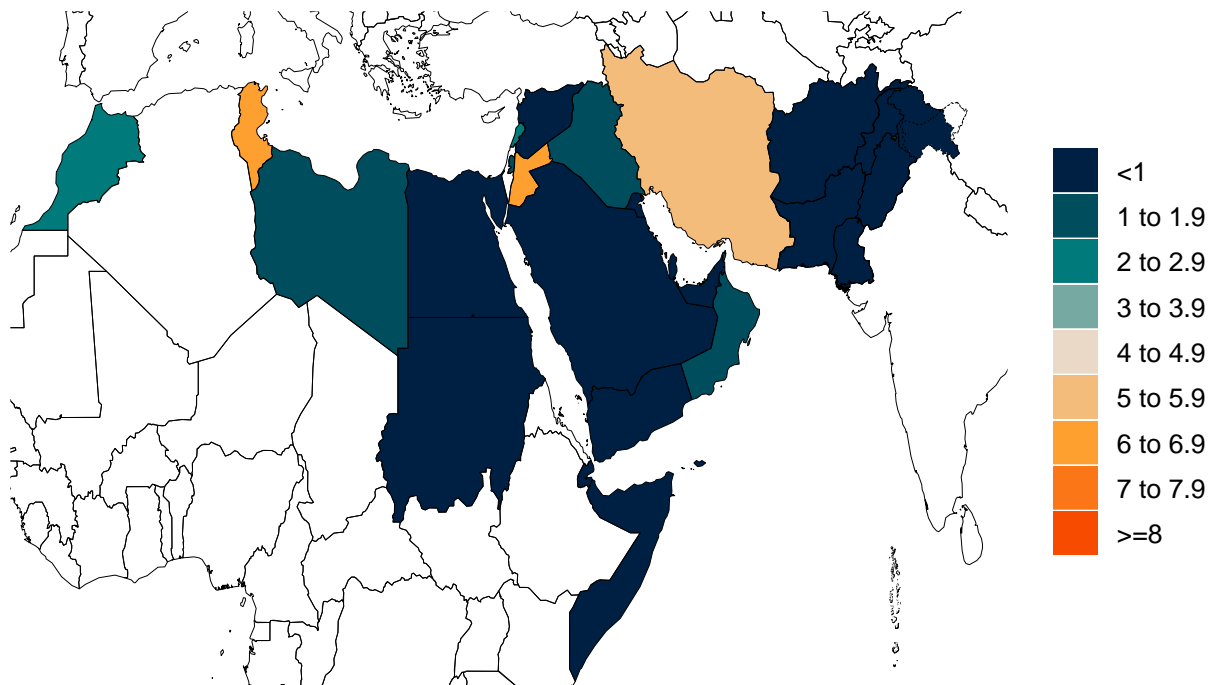 <1
1 to 1.9
2 to 2.9
3 to 3.9
4 to 4.9
5 to 5.9
6 to 6.9
7 to 7.9
>=8